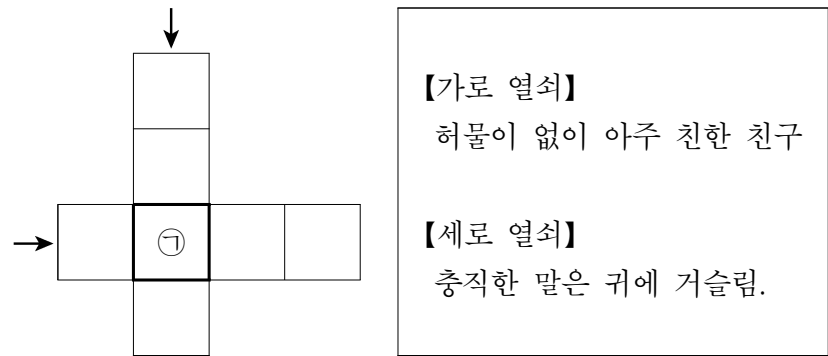 ㉠
【가로 열쇠】
허물이 없이 아주 친한 친구
【세로 열쇠】
충직한 말은 귀에 거슬림.